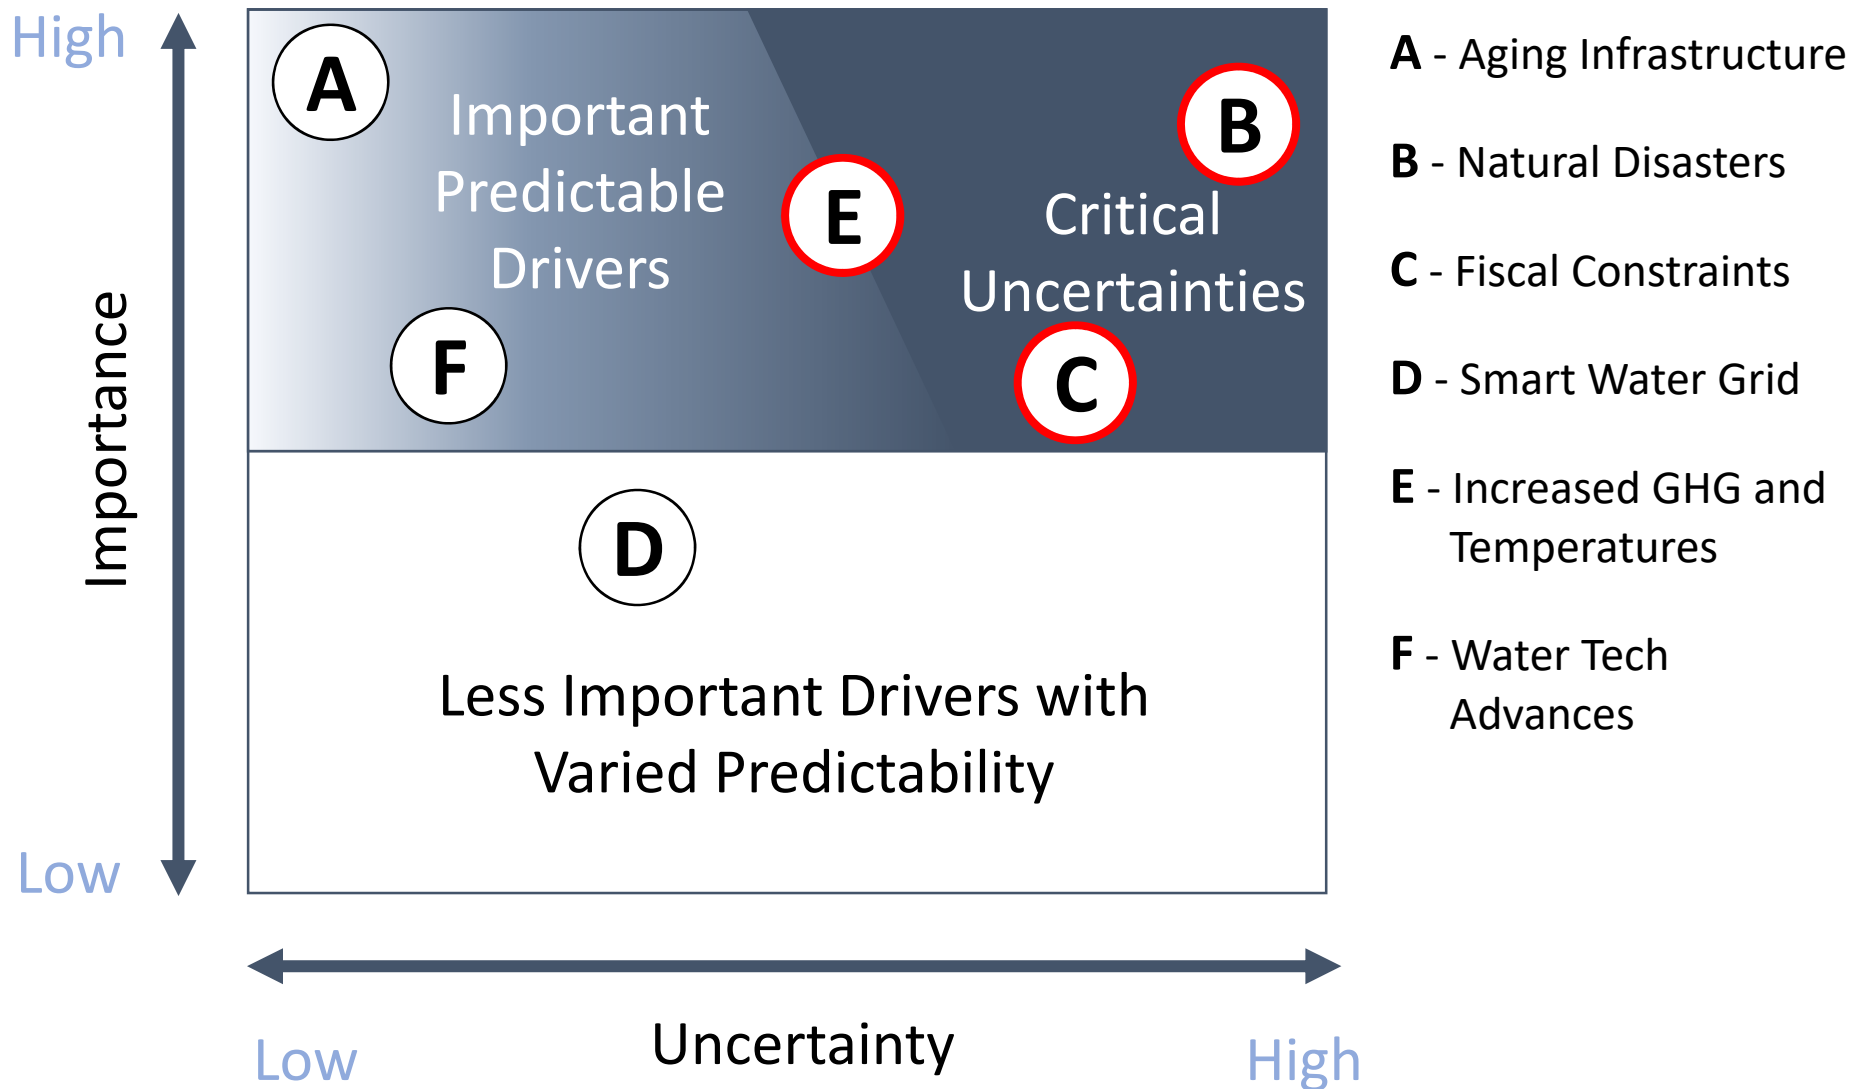 High
A
Important
Predictable
Drivers
B
E
Critical
Uncertainties
F
C
Importance
D
Less Important Drivers with
Varied Predictability
Low
Low
Uncertainty
High
A - Aging Infrastructure
B - Natural Disasters
C - Fiscal Constraints
D - Smart Water Grid
E - Increased GHG and
Temperatures
F - Water Tech
Advances